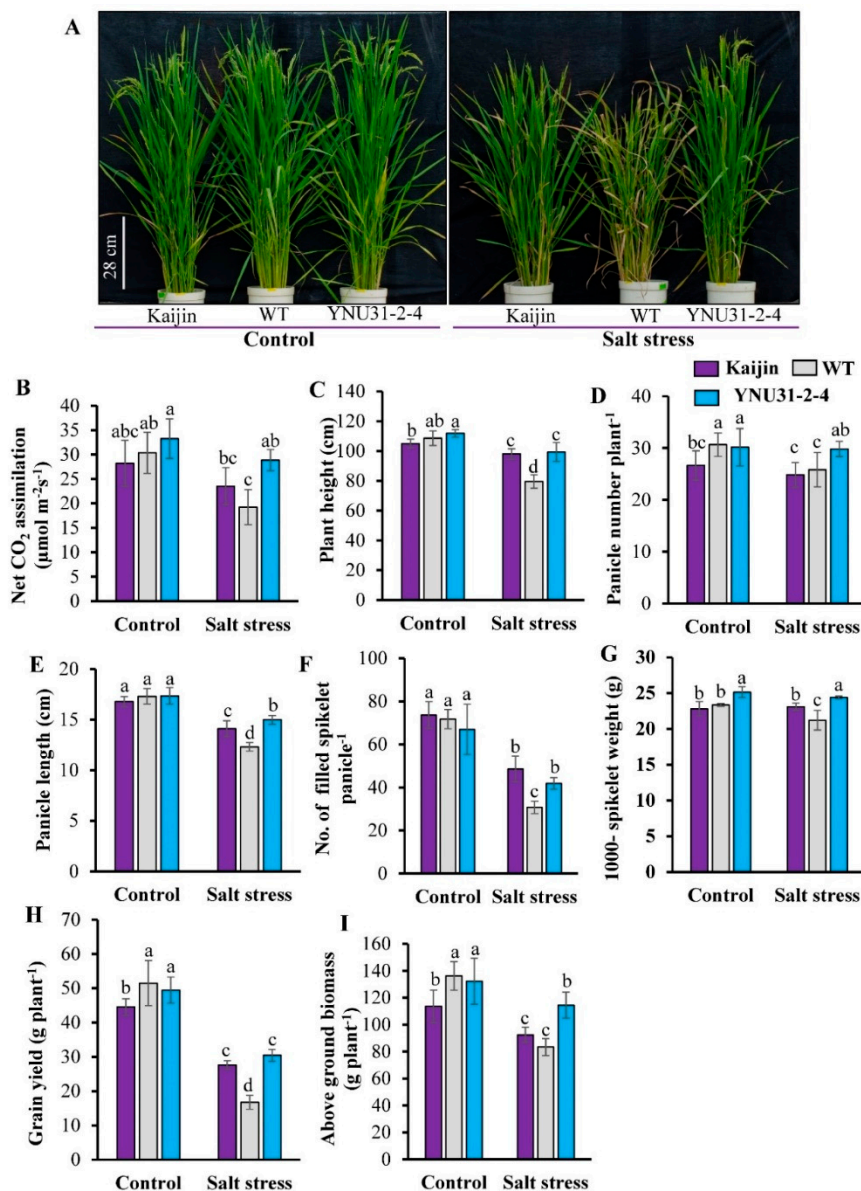 A
28 cm
Kaijin WT YNU31-2-4
Control
Kaijin WT YNU31-2-4
Salt stress
Kaijin WT
YNU31-2-4
B
Net CO₂ assimilation
(µmol m⁻²s⁻¹)
40
35
30
25
20
15
10
5
0
abc ab a
bc c ab
Control Salt stress
C
Plant height (cm)
140
120
100
80
60
40
20
0
b ab a
c d c
Control Salt stress
D
Panicle number plant⁻¹
40
30
20
10
0
bc a a
c c ab
Control Salt stress
E
Panicle length (cm)
20
15
10
5
0
a a a
c d b
Control Salt stress
F
No. of filled spikelet
panicle⁻¹
100
80
60
40
20
0
a a a
b c b
Control Salt stress
G
1000- spikelet weight (g)
30
25
20
15
10
5
0
b b a
b c a
Control Salt stress
H
Grain yield (g plant⁻¹)
70
60
50
40
30
20
10
0
b a a
c d c
Control Salt stress
I
Above ground biomass
(g plant⁻¹)
160
140
120
100
80
60
40
20
0
b a a
c c b
Control Salt stress